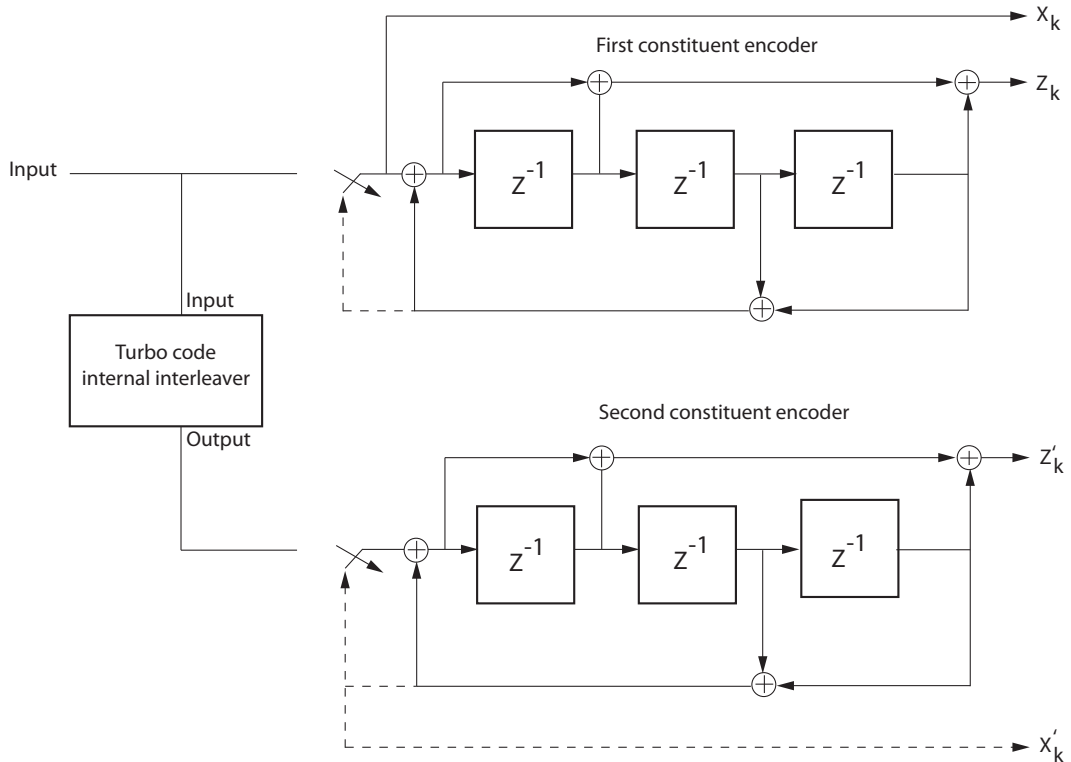 X_k
First constituent encoder
Z_k
Input
Z^-1
Z^-1
Z^-1
Input
Turbo code
internal interleaver
Output
Second constituent encoder
Z'_k
Z^-1
Z^-1
Z^-1
X'_k